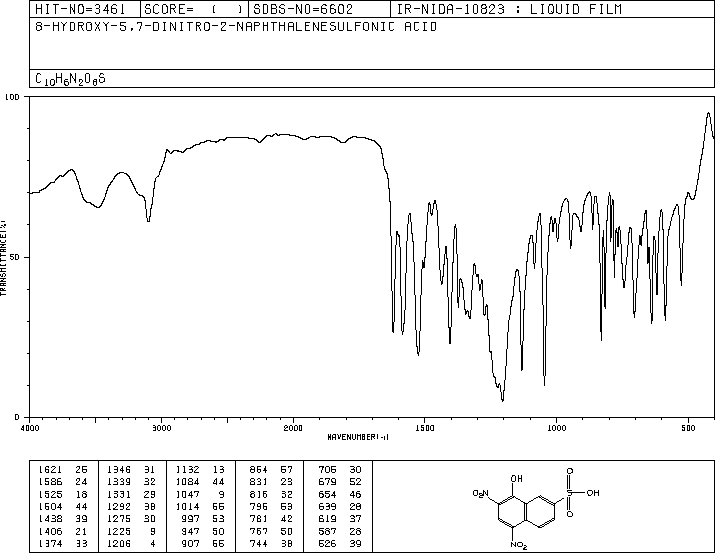 HIT-NO=3461 SCORE= ( ) SDBS-NO=6602 IR-NIDA-10823 : LIQUID FILM
8-HYDROXY-5,7-DINITRO-2-NAPHTHALENESULFONIC ACID
C10H6N2O8S
100
50
0
TRANSMITTANCE(%)
4000 3000 2000 1500 1000 500
WAVENUMBER(-1)
1621 25 1346 31 1132 13 864 57 705 30
1586 24 1339 32 1084 44 831 23 679 52
1525 18 1331 29 1047 9 816 32 654 46
1504 44 1292 38 1014 55 796 53 639 28
1438 39 1275 30 997 53 781 42 619 37
1406 21 1225 9 947 50 767 50 587 28
1374 33 1206 4 907 55 744 38 526 39
O
OH
O2N
S OH
O
NO2